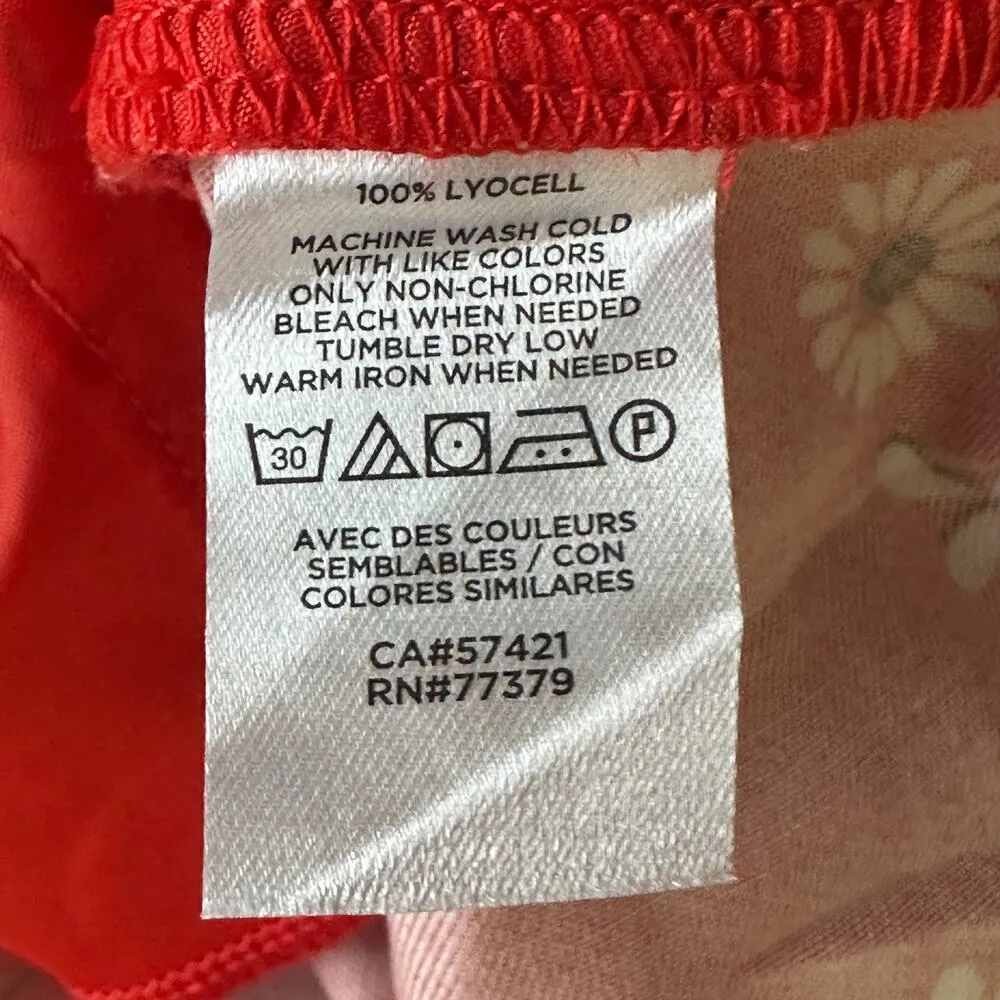 100% LYOCELL
MACHINE WASH COLD
WITH LIKE COLORS
ONLY NON-CHLORINE
BLEACH WHEN NEEDED
TUMBLE DRY LOW
WARM IRON WHEN NEEDED
30 P
AVEC DES COULEURS
SEMBLABLES / CON
COLORES SIMILARES
CA#57421
RN#77379